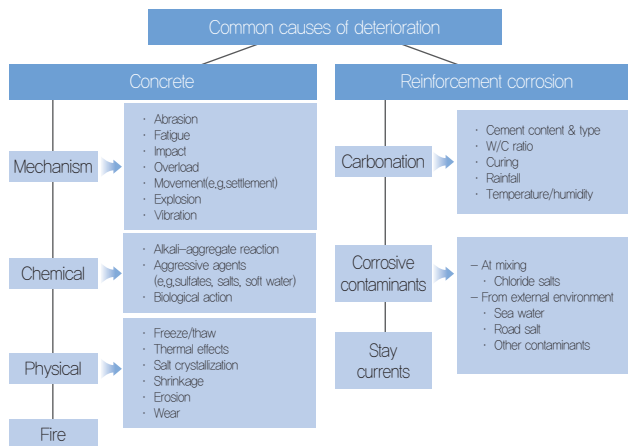 Common causes of deterioration
Concrete
Mechanism
· Abrasion
· Fatigue
· Impact
· Overload
· Movement(e,g,settlement)
· Explosion
· Vibration
Chemical
· Alkali-aggregate reaction
· Aggressive agents
(e,g,sulfates, salts, soft water)
· Biological action
Physical
· Freeze/thaw
· Thermal effects
· Salt crystallization
· Shrinkage
· Erosion
· Wear
Fire
Reinforcement corrosion
Carbonation
· Cement content & type
· W/C ratio
· Curing
· Rainfall
· Temperature/humidity
Corrosive
contaminants
– At mixing
· Chloride salts
– From external environment
· Sea water
· Road salt
· Other contaminants
Stay
currents